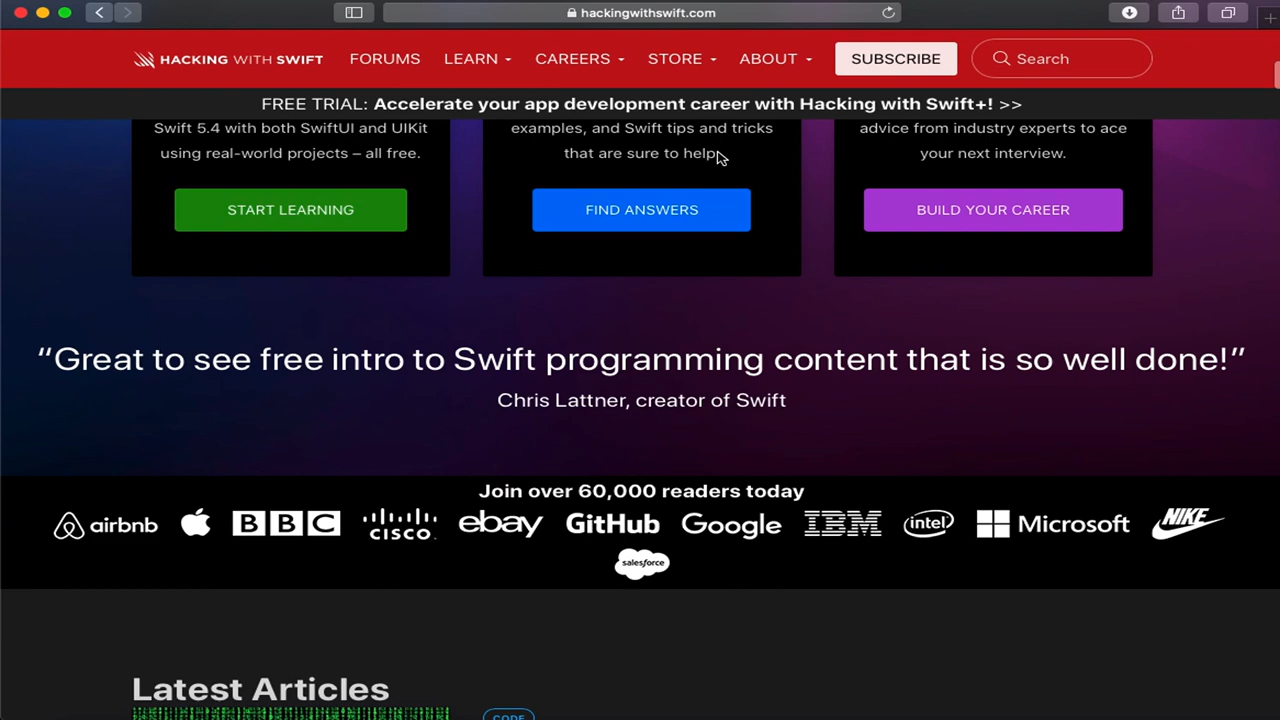 hackingwithswift.com
HACKING WITH SWIFT FORUMS LEARN CAREERS STORE ABOUT SUBSCRIBE Search
FREE TRIAL: Accelerate your app development career with Hacking with Swift+! >>
Swift 5.4 with both SwiftUI and UIKit
using real-world projects – all free.
START LEARNING
examples, and Swift tips and tricks
that are sure to help.
FIND ANSWERS
advice from industry experts to ace
your next interview.
BUILD YOUR CAREER
“Great to see free intro to Swift programming content that is so well done!”
Chris Lattner, creator of Swift
Join over 60,000 readers today
airbnb BBC cisco ebay GitHub Google IBM intel Microsoft NIKE
salesforce
Latest Articles
CODE